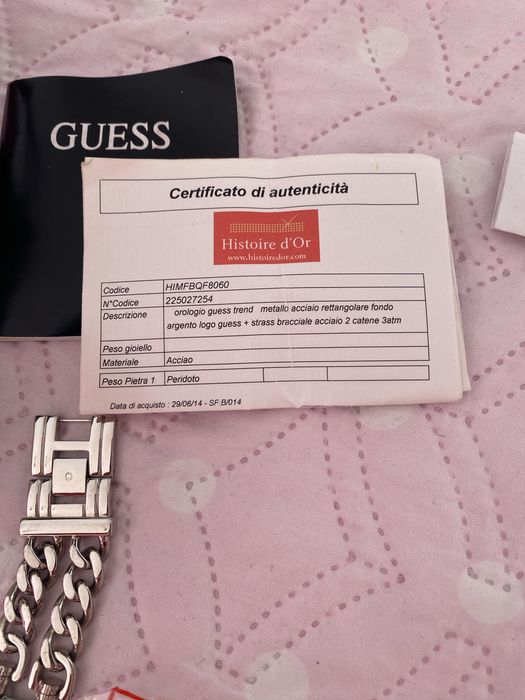 GUESS
Certificato di autenticità
Histoire d'Or
www.histoiredor.com
Codice HIMFBQF8060
N°Codice 225027254
Descrizione orologio guess trend metallo acciaio rettangolare fondo
argento logo guess + strass bracciale acciaio 2 catene 3atm
Peso gioiello
Materiale Acciao
Peso Pietra 1 Peridoto
Data di acquisto : 29/06/14 - SF:B/014